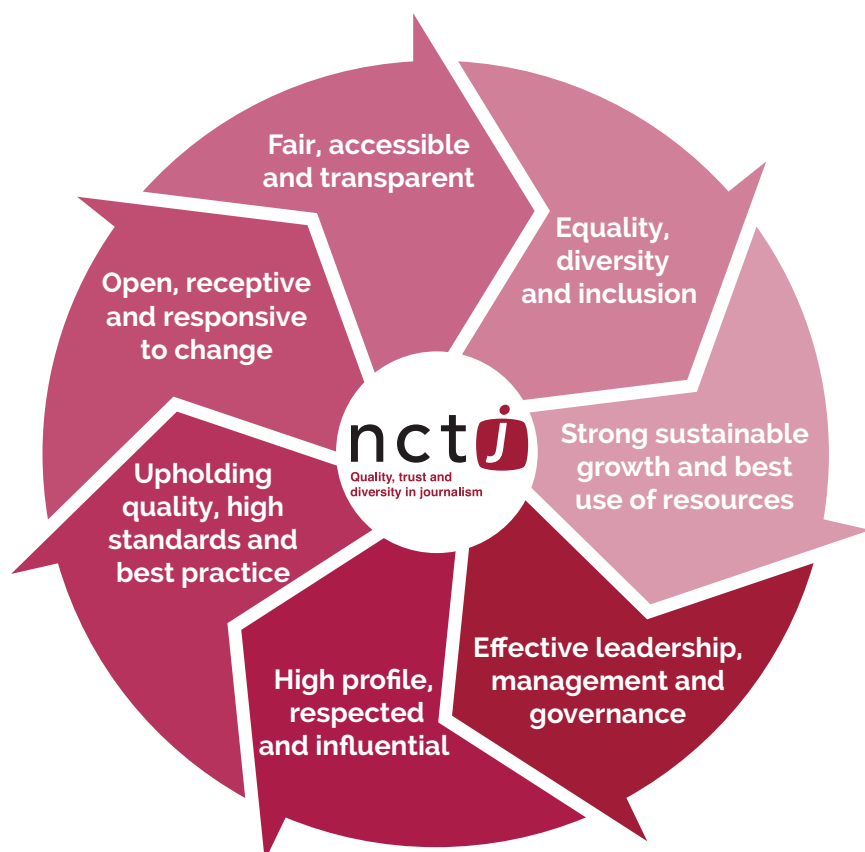 Fair, accessible
and transparent
Equality,
diversity
and inclusion
Strong sustainable
growth and best
use of resources
Effective leadership,
management and
governance
High profile,
respected
and influential
Upholding
quality, high
standards and
best practice
Open, receptive
and responsive
to change
nctj
Quality, trust and
diversity in journalism